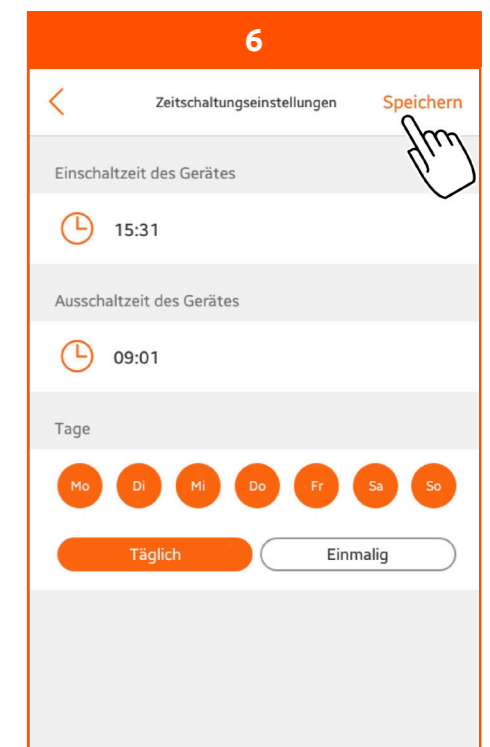 6
Zeitschaltungseinstellungen Speichern
Einschaltzeit des Gerätes
15:31
Ausschaltzeit des Gerätes
09:01
Tage
Mo Di Mi Do Fr Sa So
Täglich Einmalig